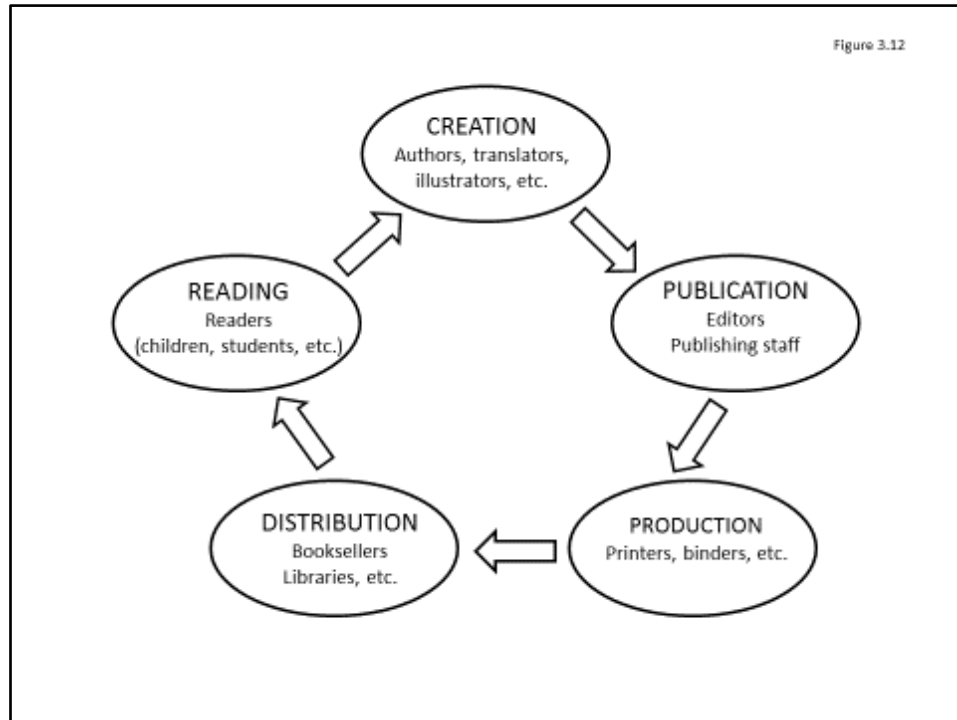 Figure 3.12
CREATION
Authors, translators,
illustrators, etc.
PUBLICATION
Editors
Publishing staff
PRODUCTION
Printers, binders, etc.
DISTRIBUTION
Booksellers
Libraries, etc.
READING
Readers
(children, students, etc.)